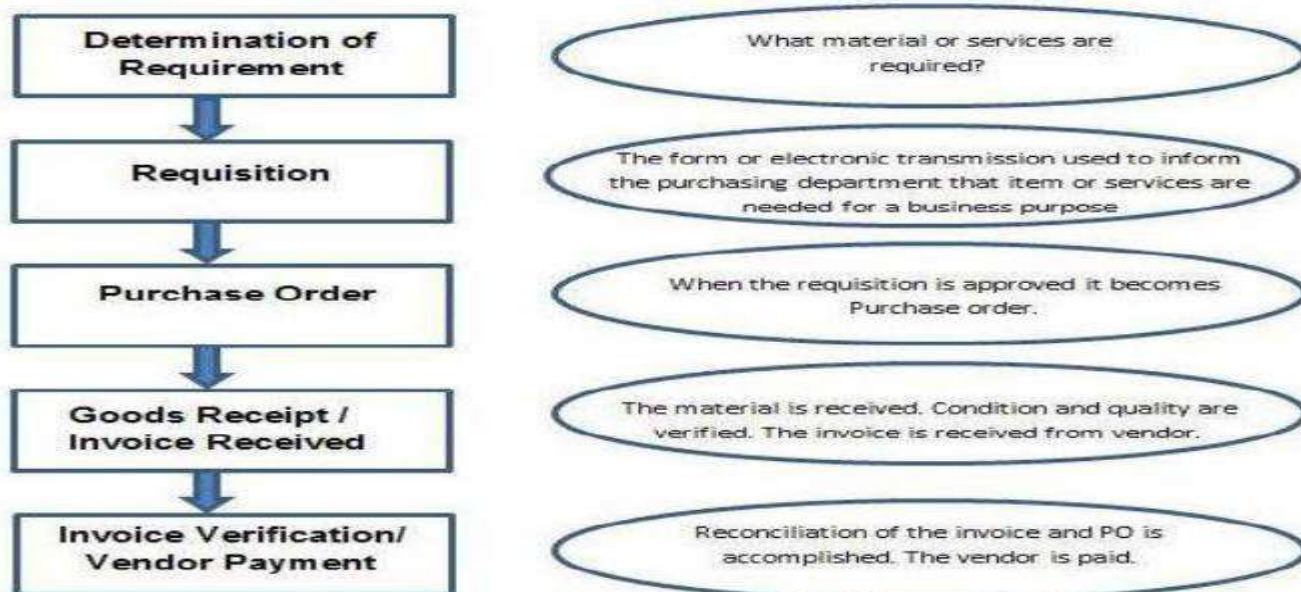 Determination of
Requirement
What material or services are
required?
Requisition
The form or electronic transmission used to inform
the purchasing department that item or services are
needed for a business purpose
Purchase Order
When the requisition is approved it becomes
Purchase order.
Goods Receipt /
Invoice Received
The material is received. Condition and quality are
verified. The invoice is received from vendor.
Invoice Verification/
Vendor Payment
Reconciliation of the invoice and PO is
accomplished. The vendor is paid.